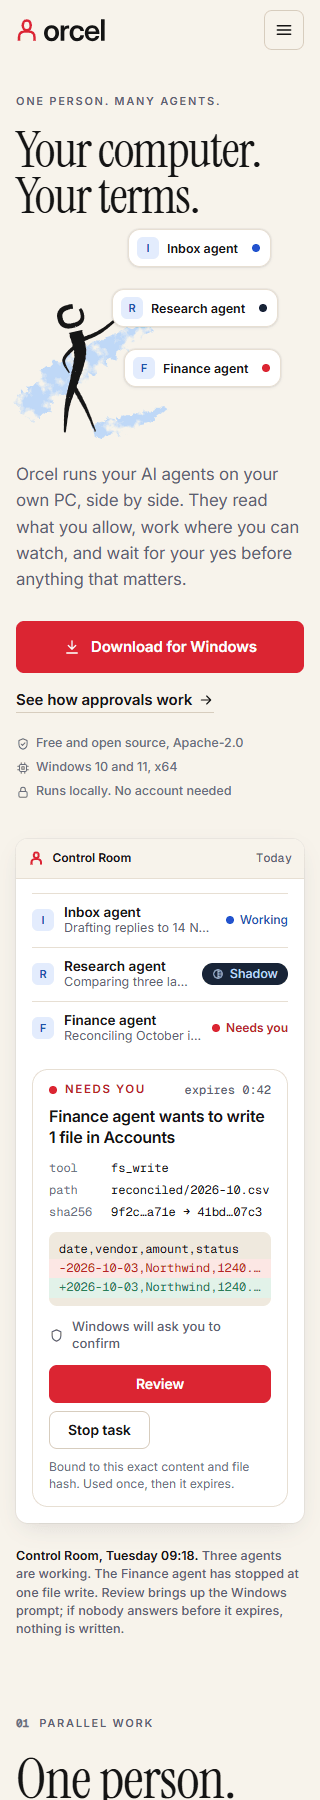 orcel
ONE PERSON. MANY AGENTS.
Your computer.
Your terms.
I Inbox agent
R Research agent
F Finance agent
Orcel runs your AI agents on your
own PC, side by side. They read
what you allow, work where you can
watch, and wait for your yes before
anything that matters.
Download for Windows
See how approvals work →
Free and open source, Apache-2.0
Windows 10 and 11, x64
Runs locally. No account needed
Control Room Today
I Inbox agent
Drafting replies to 14 N... Working
R Research agent
Comparing three la... Shadow
F Finance agent
Reconciling October i... Needs you
NEEDS YOU expires 0:42
Finance agent wants to write
1 file in Accounts
tool fs_write
path reconciled/2026-10.csv
sha256 9f2c…a71e → 41bd…07c3
date,vendor,amount,status
-2026-10-03,Northwind,1240.…
+2026-10-03,Northwind,1240.…
Windows will ask you to
confirm
Review
Stop task
Bound to this exact content and file
hash. Used once, then it expires.
Control Room, Tuesday 09:18. Three agents
are working. The Finance agent has stopped at
one file write. Review brings up the Windows
prompt; if nobody answers before it expires,
nothing is written.
01 PARALLEL WORK
One person.